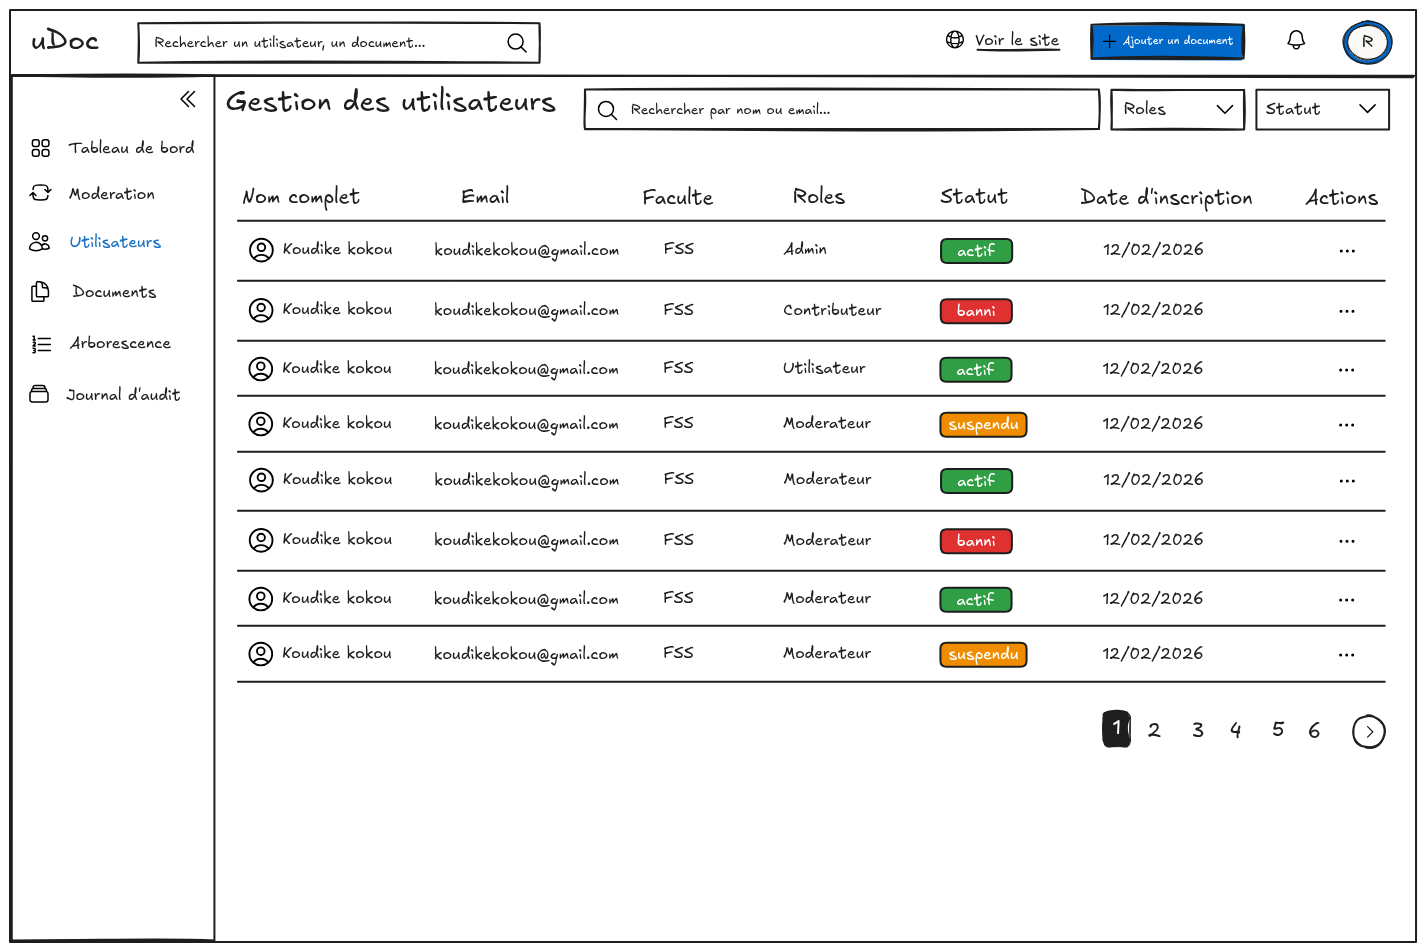 uDoc
Rechercher un utilisateur, un document...
Voir le site
+ Ajouter un document
R
Tableau de bord
Moderation
Utilisateurs
Documents
Arborescence
Journal d'audit
Gestion des utilisateurs
Rechercher par nom ou email...
Roles
Statut
Nom complet Email Faculte Roles Statut Date d'inscription Actions
Koudike kokou koudikekokou@gmail.com FSS Admin actif 12/02/2026 ...
Koudike kokou koudikekokou@gmail.com FSS Contributeur banni 12/02/2026 ...
Koudike kokou koudikekokou@gmail.com FSS Utilisateur actif 12/02/2026 ...
Koudike kokou koudikekokou@gmail.com FSS Moderateur suspendu 12/02/2026 ...
Koudike kokou koudikekokou@gmail.com FSS Moderateur actif 12/02/2026 ...
Koudike kokou koudikekokou@gmail.com FSS Moderateur banni 12/02/2026 ...
Koudike kokou koudikekokou@gmail.com FSS Moderateur actif 12/02/2026 ...
Koudike kokou koudikekokou@gmail.com FSS Moderateur suspendu 12/02/2026 ...
1 2 3 4 5 6